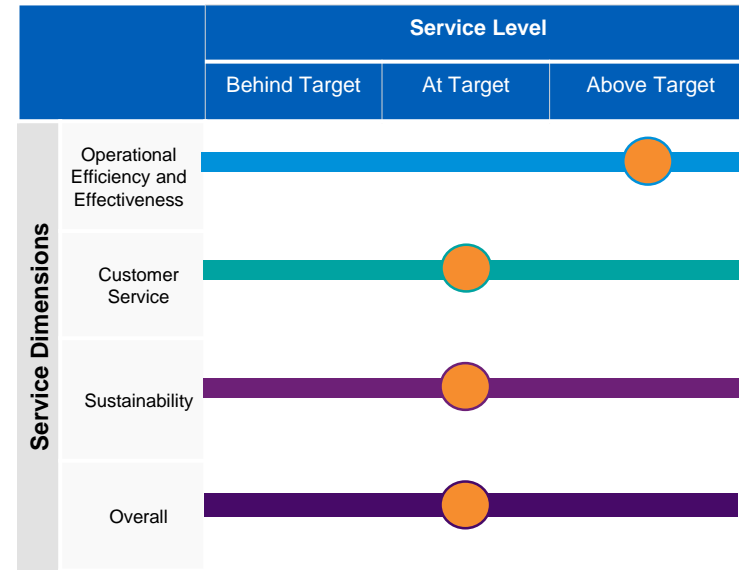 Service Level
Behind Target
At Target
Above Target
Service Dimensions
Operational
Efficiency and
Effectiveness
Customer
Service
Sustainability
Overall